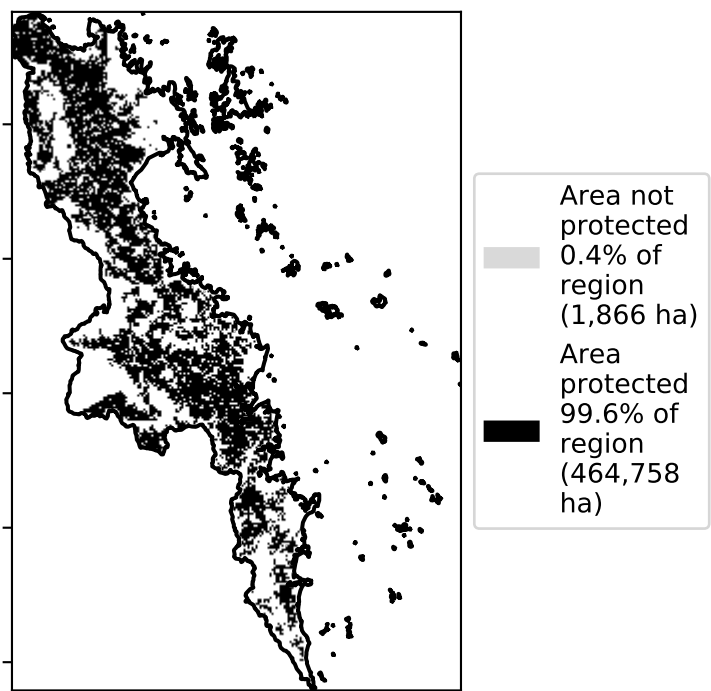 Area not
protected
0.4% of
region
(1,866 ha)
Area
protected
99.6% of
region
(464,758
ha)